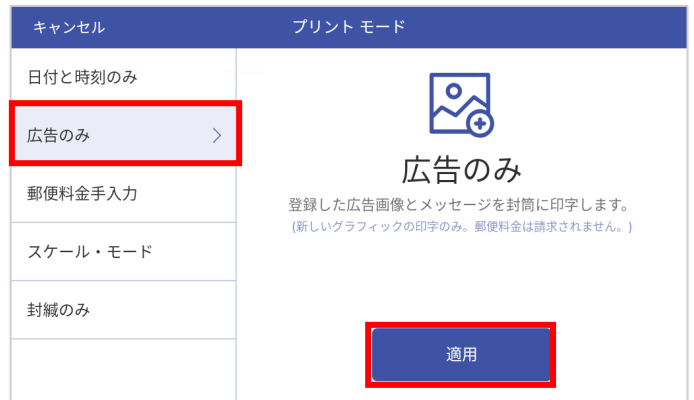 キャンセル
プリント モード
日付と時刻のみ
広告のみ
郵便料金手入力
スケール・モード
封緘のみ
広告のみ
登録した広告画像とメッセージを封筒に印字します。
(新しいグラフィックの印字のみ。郵便料金は請求されません。)
適用